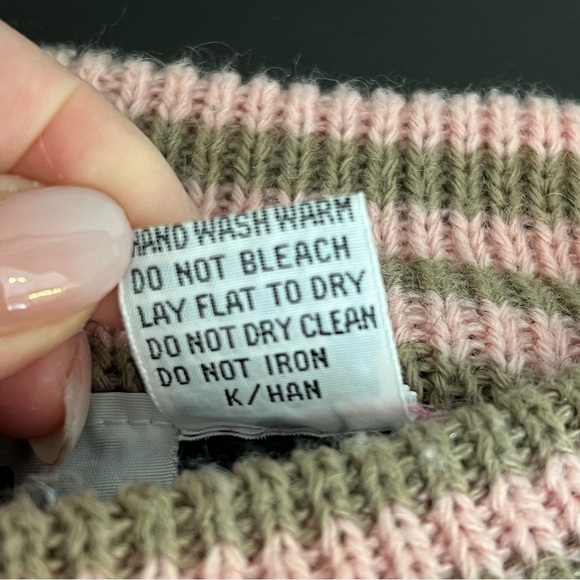 HAND WASH WARM
DO NOT BLEACH
LAY FLAT TO DRY
DO NOT DRY CLEAN
DO NOT IRON
K/HAN